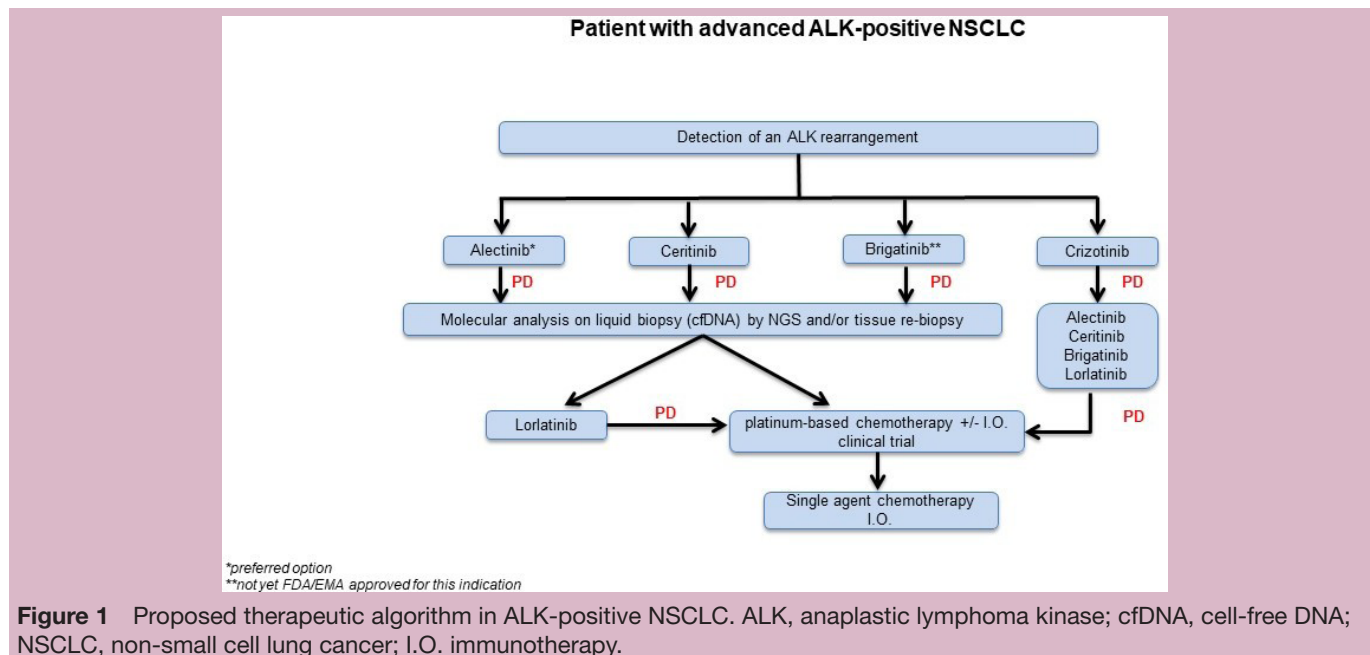 Patient with advanced ALK-positive NSCLC
Detection of an ALK rearrangement
Alectinib*
Ceritinib
Brigatinib**
Crizotinib
PD
PD
PD
PD
Molecular analysis on liquid biopsy (cfDNA) by NGS and/or tissue re-biopsy
Alectinib
Ceritinib
Brigatinib
Lorlatinib
Lorlatinib
PD
platinum-based chemotherapy +/- I.O.
clinical trial
PD
Single agent chemotherapy
I.O.
*preferred option
**not yet FDA/EMA approved for this indication
Figure 1 Proposed therapeutic algorithm in ALK-positive NSCLC. ALK, anaplastic lymphoma kinase; cfDNA, cell-free DNA;
NSCLC, non-small cell lung cancer; I.O. immunotherapy.